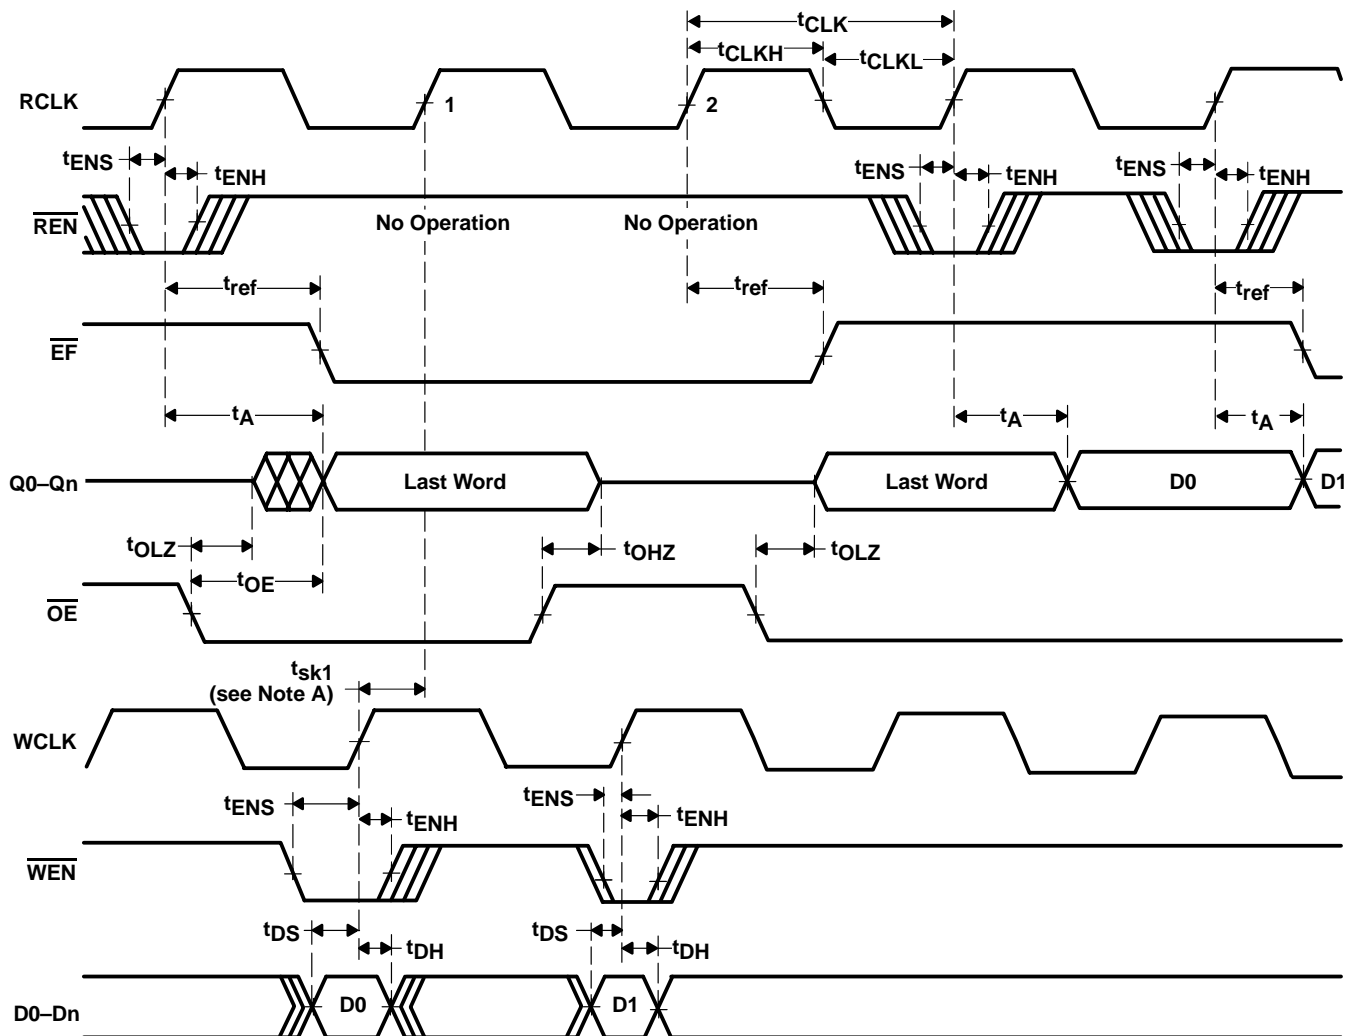 tCLK
tCLKH
tCLKL
RCLK
1
2
tENS
tENH
tENS
tENH
tENS
tENH
REN
No Operation
No Operation
tref
tref
tref
EF
tA
tA
tA
Q0–Qn
Last Word
Last Word
D0
D1
tOLZ
tOHZ
tOLZ
tOE
OE
tsk1
(see Note A)
WCLK
tENS
tENH
tENS
tENH
WEN
tDS
tDH
tDS
tDH
D0–Dn
D0
D1